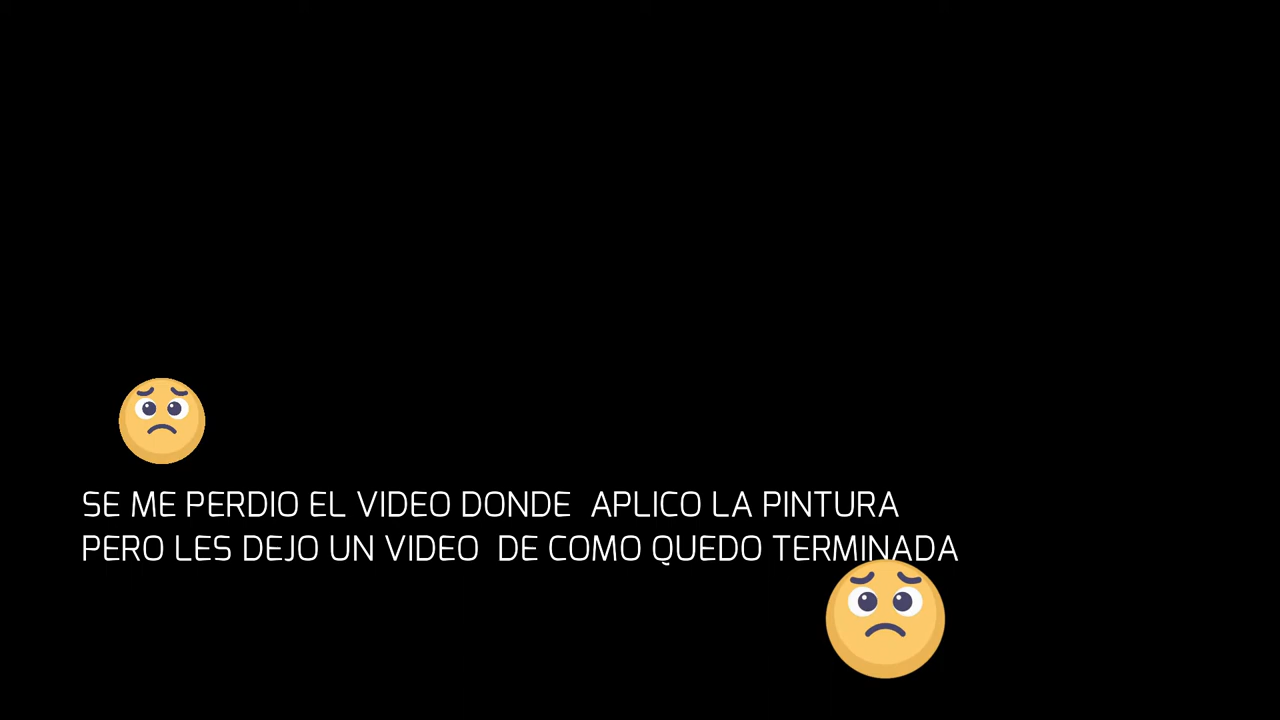 SE ME PERDIO EL VIDEO DONDE  APLICO LA PINTURA
PERO LES DEJO UN VIDEO  DE COMO QUEDO TERMINADA